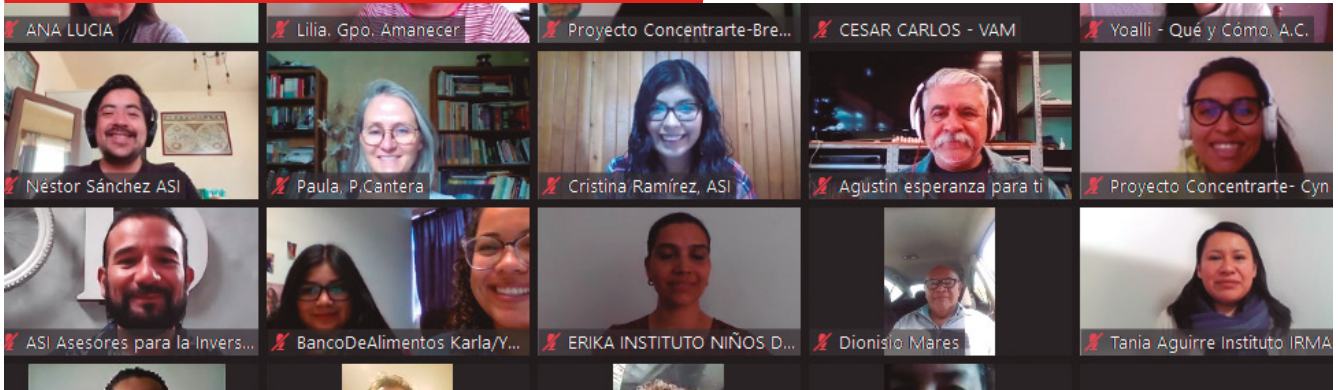 ANA LUCIA
Lilia. Gpo. Amanecer
Proyecto Concentrarte-Bre...
CESAR CARLOS - VAM
Yoalli - Qué y Cómo, A.C.
Néstor Sánchez ASI
Paula, P.Cantera
Cristina Ramírez, ASI
Agustin esperanza para ti
Proyecto Concentrarte- Cyn
ASI Asesores para la Invers...
BancoDeAlimentos Karla/Y...
ERIKA INSTITUTO NIÑOS D...
Dionisio Mares
Tania Aguirre Instituto IRMA